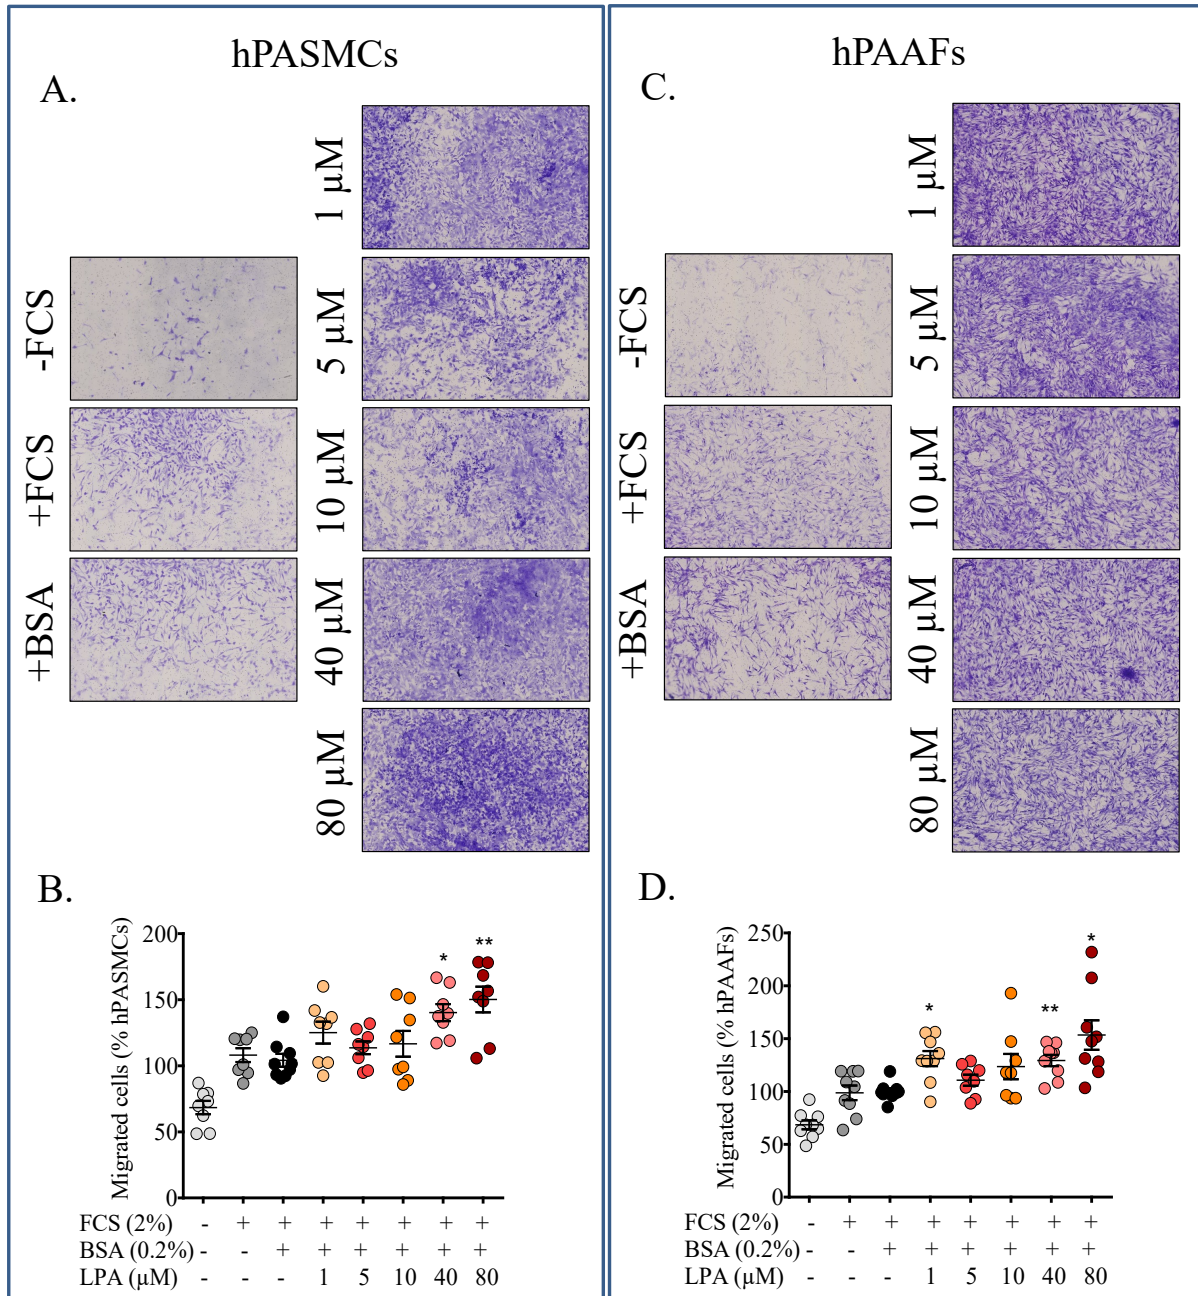 hPASMCs
A.
1 µM
-FCS
5 µM
+FCS
10 µM
+BSA
40 µM
80 µM
B.
Migrated cells (% hPASMCs)
200
150
100
50
0
*
**
FCS (2%) - + + + + + + +
BSA (0.2%) - - + + + + + +
LPA (µM) - - - 1 5 10 40 80
hPAAFs
C.
1 µM
-FCS
5 µM
+FCS
10 µM
+BSA
40 µM
80 µM
D.
Migrated cells (% hPAAFs)
250
200
150
100
50
0
*
**
*
FCS (2%) - + + + + + + +
BSA (0.2%) - - + + + + + +
LPA (µM) - - - 1 5 10 40 80